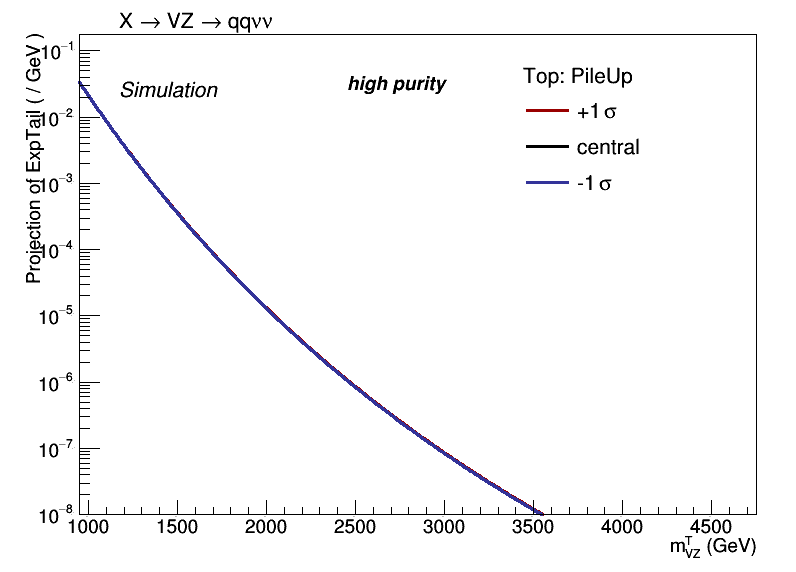 X → VZ → qqνν
Projection of ExpTail ( / GeV )
Simulation
high purity
Top: PileUp
+1 σ
central
-1 σ
10⁻¹
10⁻²
10⁻³
10⁻⁴
10⁻⁵
10⁻⁶
10⁻⁷
10⁻⁸
1000 1500 2000 2500 3000 3500 4000 4500
m^T_VZ (GeV)